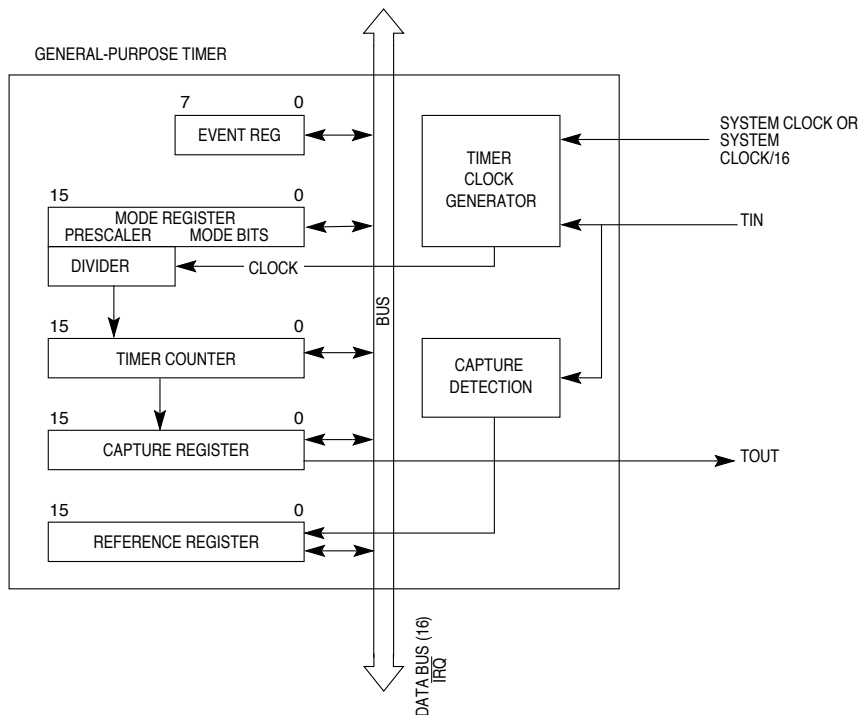 GENERAL-PURPOSE TIMER
7 0
EVENT REG
15 0
MODE REGISTER
PRESCALER MODE BITS
DIVIDER
CLOCK
15 0
TIMER COUNTER
15 0
CAPTURE REGISTER
15 0
REFERENCE REGISTER
BUS
TIMER
CLOCK
GENERATOR
CAPTURE
DETECTION
SYSTEM CLOCK OR
SYSTEM
CLOCK/16
TIN
TOUT
DATA BUS (16)
IRQ